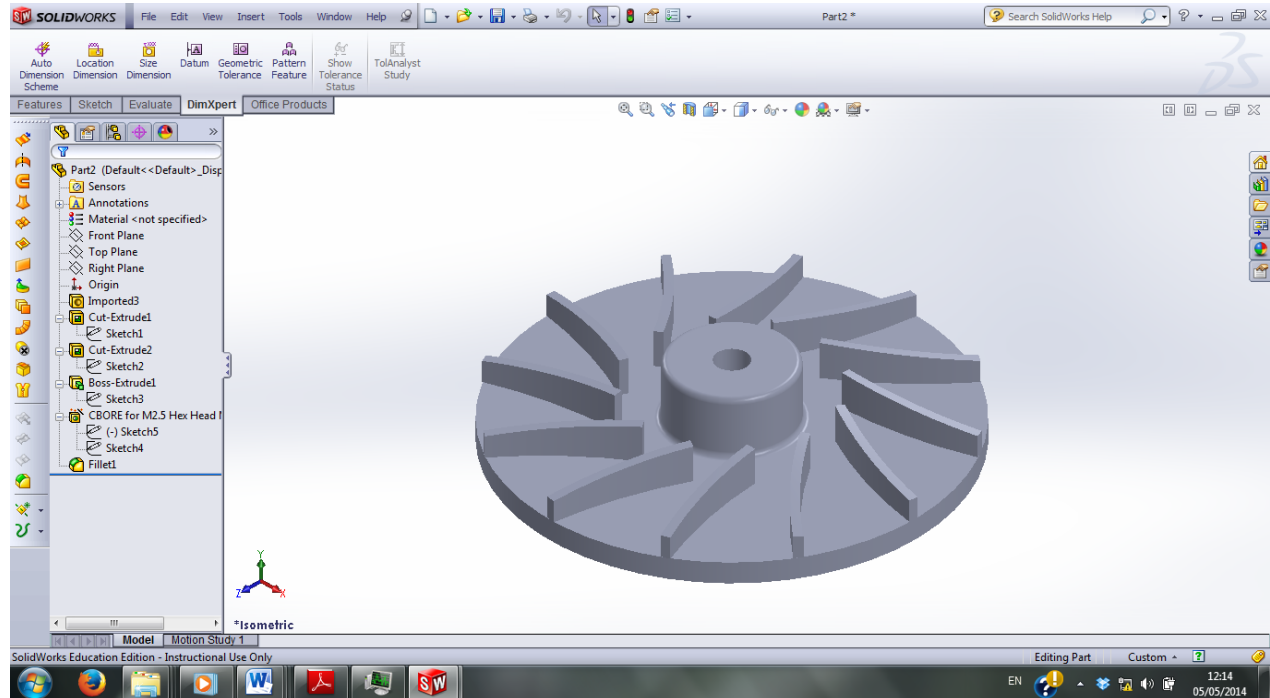 SOLIDWORKS File Edit View Insert Tools Window Help Part2 * Search SolidWorks Help
Auto Dimension Scheme
Location Dimension
Size Dimension
Datum
Geometric Tolerance
Pattern Feature
Show Tolerance Status
TolAnalyst Study
Features Sketch Evaluate DimXpert Office Products
Part2 (Default<<Default>_Disp
Sensors
Annotations
Material <not specified>
Front Plane
Top Plane
Right Plane
Origin
Imported3
Cut-Extrude1
Sketch1
Cut-Extrude2
Sketch2
Boss-Extrude1
Sketch3
CBORE for M2.5 Hex Head
(-) Sketch5
Sketch4
Fillet1
Y
Z X
*Isometric
Model Motion Study 1
SolidWorks Education Edition - Instructional Use Only Editing Part Custom
EN 12:14
05/05/2014